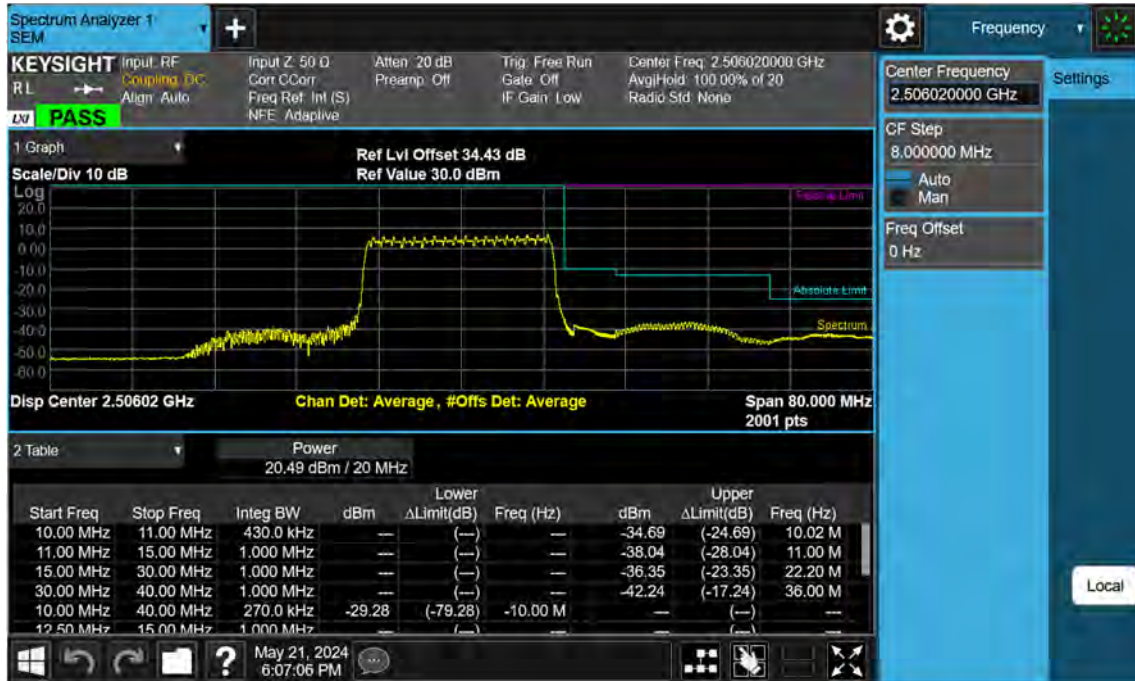 Spectrum Analyzer 1
SEM
+
Frequency
KEYSIGHT
RL
LXI PASS
Input: RF
Coupling: DC
Align: Auto
Input Z: 50 Ω
Corr CCorr
Freq Ref: Int (S)
NFE: Adaptive
Atten: 20 dB
Preamp: Off
Trig: Free Run
Gate: Off
IF Gain: Low
Center Freq: 2.506020000 GHz
Avg|Hold: 100.00% of 20
Radio Std: None
Center Frequency
2.506020000 GHz
Settings
CF Step
8.000000 MHz
Auto
Man
Freq Offset
0 Hz
1 Graph
Scale/Div 10 dB
Ref Lvl Offset 34.43 dB
Ref Value 30.0 dBm
Log
20.0
10.0
0.00
-10.0
-20.0
-30.0
-40.0
-50.0
-60.0
Limit
Absolute Limit
Spectrum
Disp Center 2.50602 GHz
Chan Det: Average, #Offs Det: Average
Span 80.000 MHz
2001 pts
2 Table
Power
20.49 dBm / 20 MHz
Lower Upper
Start Freq Stop Freq Integ BW dBm ΔLimit(dB) Freq (Hz) dBm ΔLimit(dB) Freq (Hz)
10.00 MHz 11.00 MHz 430.0 kHz --- (---) --- -34.69 (-24.69) 10.02 M
11.00 MHz 15.00 MHz 1.000 MHz --- (---) --- -38.04 (-28.04) 11.00 M
15.00 MHz 30.00 MHz 1.000 MHz --- (---) --- -36.35 (-23.35) 22.20 M
30.00 MHz 40.00 MHz 1.000 MHz --- (---) --- -42.24 (-17.24) 36.00 M
10.00 MHz 40.00 MHz 270.0 kHz -29.28 (-79.28) -10.00 M --- (---) ---
12.50 MHz 15.00 MHz 1.000 MHz --- (---) --- --- (---) ---
Local
?
May 21, 2024
6:07:06 PM